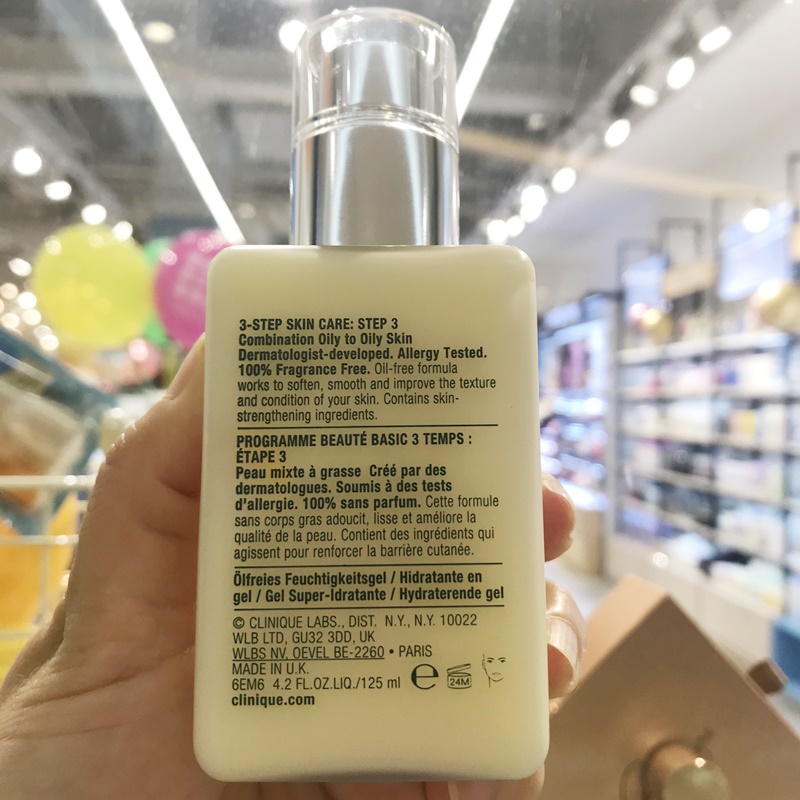 3-STEP SKIN CARE: STEP 3
Combination Oily to Oily Skin
Dermatologist-developed. Allergy Tested.
100% Fragrance Free. Oil-free formula
works to soften, smooth and improve the texture
and condition of your skin. Contains skin-
strengthening ingredients.
PROGRAMME BEAUTÉ BASIC 3 TEMPS :
ÉTAPE 3
Peau mixte à grasse Créé par des
dermatologues. Soumis à des tests
d'allergie. 100% sans parfum. Cette formule
sans corps gras adoucit, lisse et améliore la
qualité de la peau. Contient des ingrédients qui
agissent pour renforcer la barrière cutanée.
Ölfreies Feuchtigkeitsgel / Hidratante en
gel / Gel Super-Idratante / Hydraterende gel
© CLINIQUE LABS., DIST. N.Y., N.Y. 10022
WLB LTD, GU32 3DD, UK
WLBS NV. OEVEL BE-2260 • PARIS
MADE IN U.K.
6EM6 4.2 FL.OZ.LIQ./125 ml e 24M
clinique.com